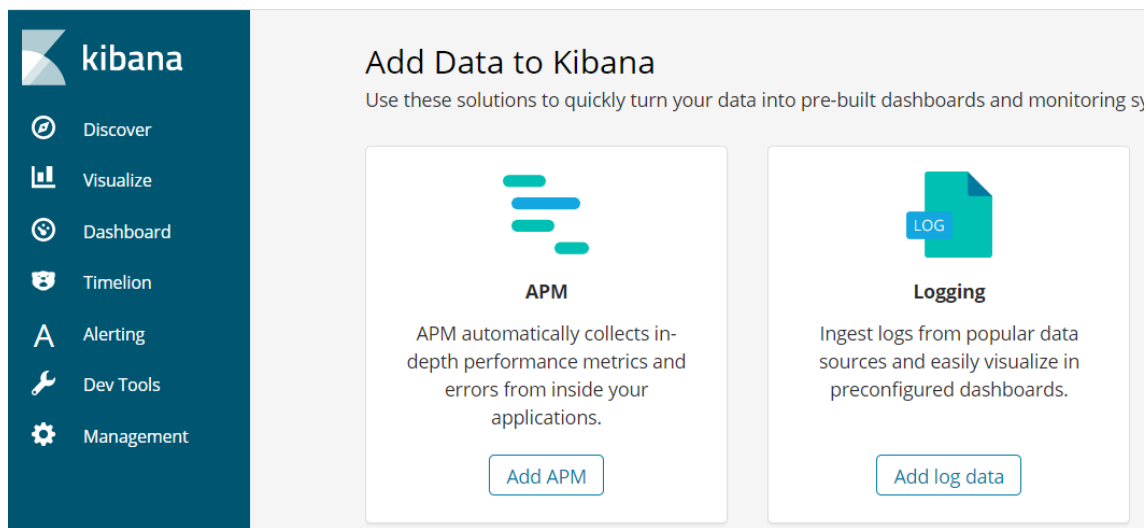 kibana
Discover
Visualize
Dashboard
Timelion
A Alerting
Dev Tools
Management
Add Data to Kibana
Use these solutions to quickly turn your data into pre-built dashboards and monitoring
APM
APM automatically collects in-
depth performance metrics and
errors from inside your
applications.
Add APM
LOG
Logging
Ingest logs from popular data
sources and easily visualize in
preconfigured dashboards.
Add log data